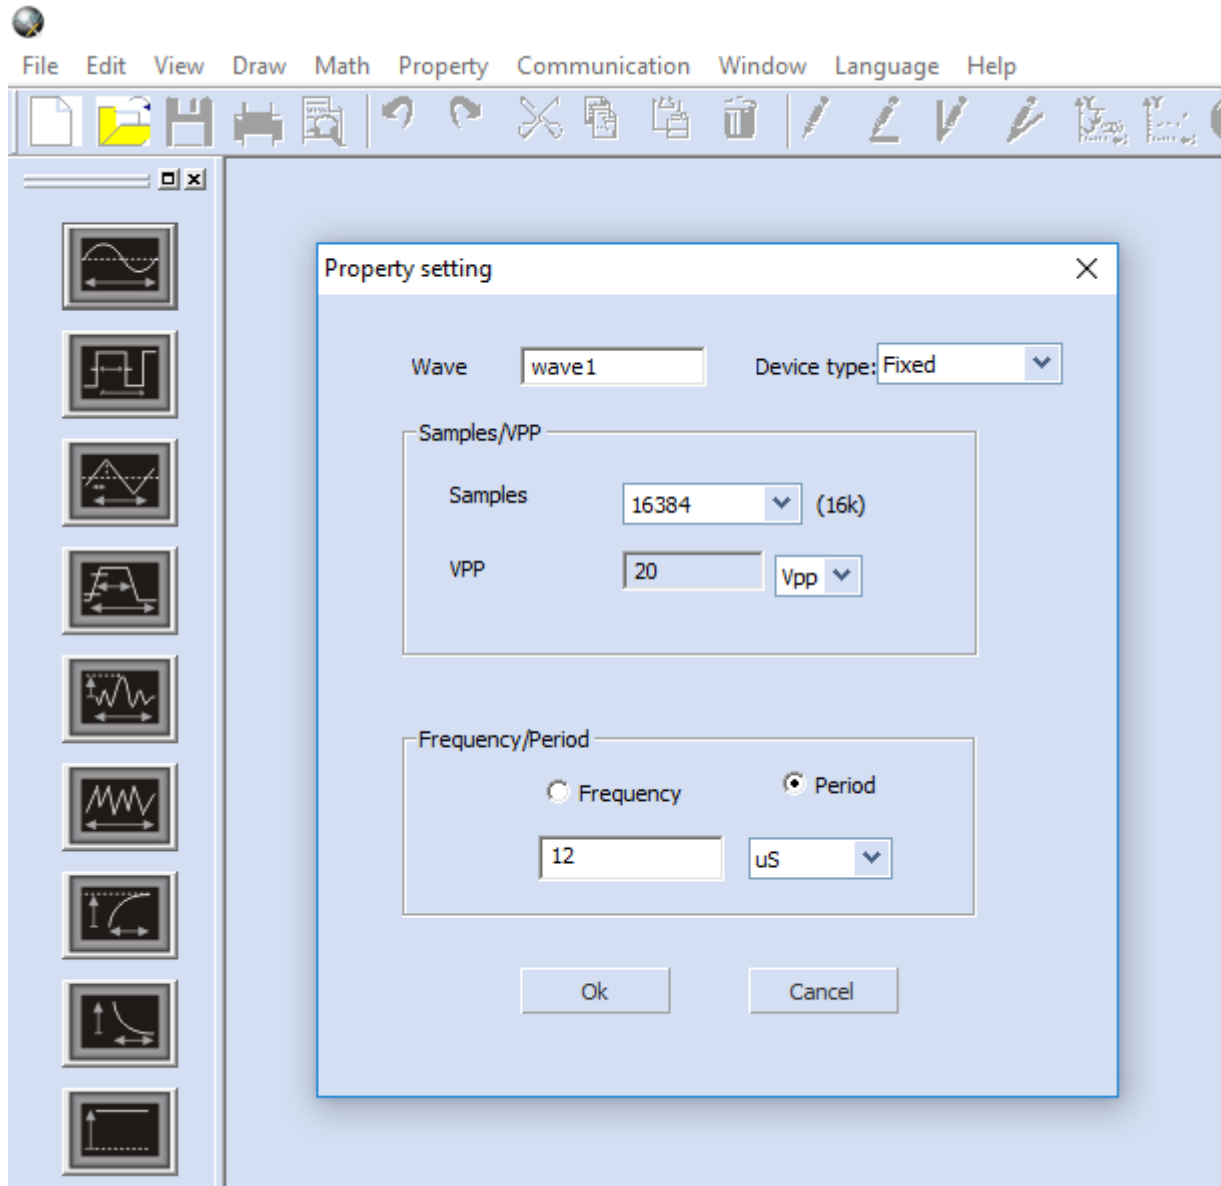 File Edit View Draw Math Property Communication Window Language Help
Property setting
Wave wave1 Device type: Fixed
Samples/VPP
Samples 16384 (16k)
VPP 20 Vpp
Frequency/Period
Frequency Period
12 uS
Ok Cancel